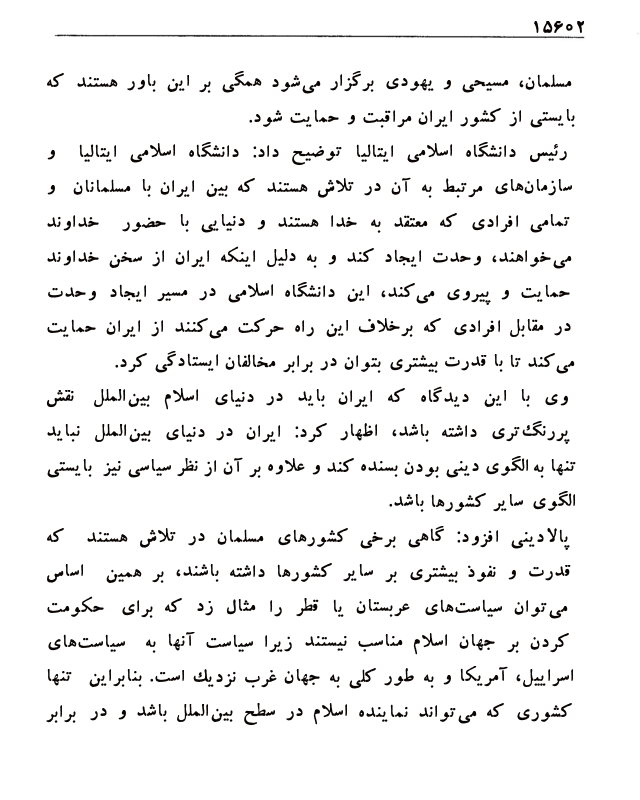 ۱۵۶۰۲
مسلمان، مسیحی و یهودی برگزار می‌شود همگی بر این باور هستند که
بایستی از کشور ایران مراقبت و حمایت شود.
رئیس دانشگاه اسلامی ایتالیا توضیح داد: دانشگاه اسلامی ایتالیا و
سازمان‌های مرتبط به آن در تلاش هستند که بین ایران با مسلمانان و
تمامی افرادی که معتقد به خدا هستند و دنیایی با حضور خداوند
می‌خواهند، وحدت ایجاد کند و به دلیل اینکه ایران از سخن خداوند
حمایت و پیروی می‌کند، این دانشگاه اسلامی در مسیر ایجاد وحدت
در مقابل افرادی که برخلاف این راه حرکت می‌کنند از ایران حمایت
می‌کند تا با قدرت بیشتری بتوان در برابر مخالفان ایستادگی کرد.
وی با این دیدگاه که ایران باید در دنیای اسلام بین‌الملل نقش
پررنگ‌تری داشته باشد، اظهار کرد: ایران در دنیای بین‌الملل نباید
تنها به الگوی دینی بودن بسنده کند و علاوه بر آن از نظر سیاسی نیز بایستی
الگوی سایر کشورها باشد.
پالادینی افزود: گاهی برخی کشورهای مسلمان در تلاش هستند که
قدرت و نفوذ بیشتری بر سایر کشورها داشته باشند، بر همین اساس
می‌توان سیاست‌های عربستان یا قطر را مثال زد که برای حکومت
کردن بر جهان اسلام مناسب نیستند زیرا سیاست آنها به سیاست‌های
اسراییل، آمریکا و به طور کلی به جهان غرب نزدیك است. بنابراین تنها
کشوری که می‌تواند نماینده اسلام در سطح بین‌الملل باشد و در برابر